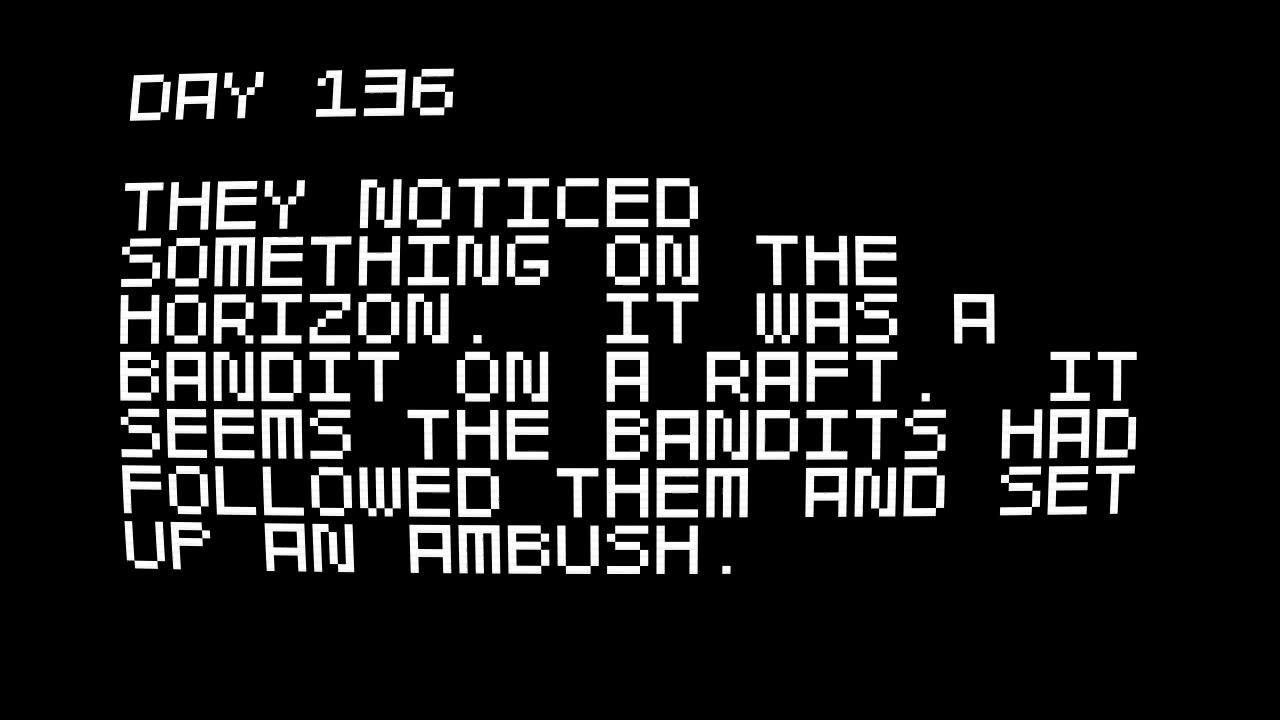 DAY 136
THEY NOTICED
SOMETHING ON THE
HORIZON.  IT WAS A
BANDIT ON A RAFT.  IT
SEEMS THE BANDITS HAD
FOLLOWED THEM AND SET
UP AN AMBUSH.